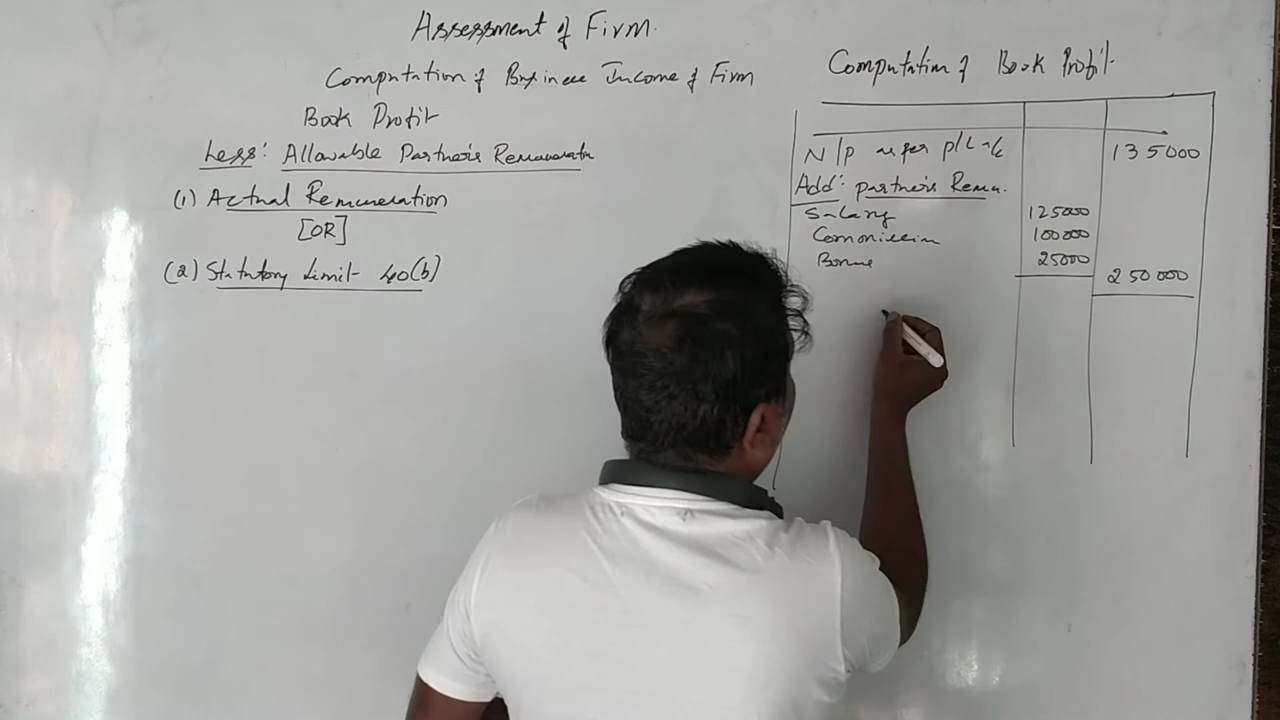 Assessment of Firm.
Computation of Business Income of Firm
Book Profit
Less: Allowable Partner's Remuneratn
(1) Actual Remuneration
[OR]
(2) Statutory Limit 40(b)
Computation of Book Profit.
N/P as per P/L a/c 135000
Add: partner's Remu.
Salary 125000
Commission 100000
Bonus 25000
250000